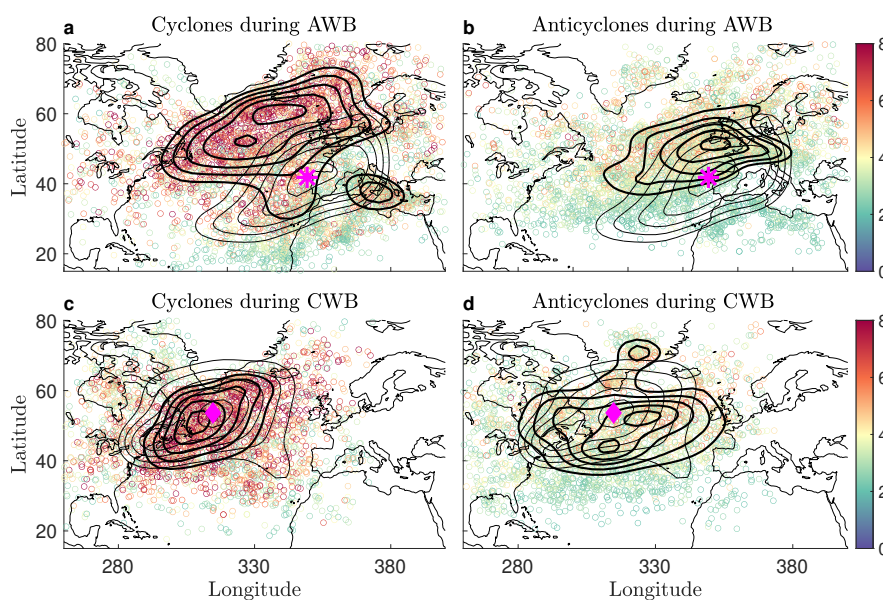 a Cyclones during AWB
b Anticyclones during AWB
80
60
40
20
Latitude
8
6
4
2
0
c Cyclones during CWB
d Anticyclones during CWB
80
60
40
20
Latitude
8
6
4
2
0
280 330 380
280 330 380
Longitude
Longitude